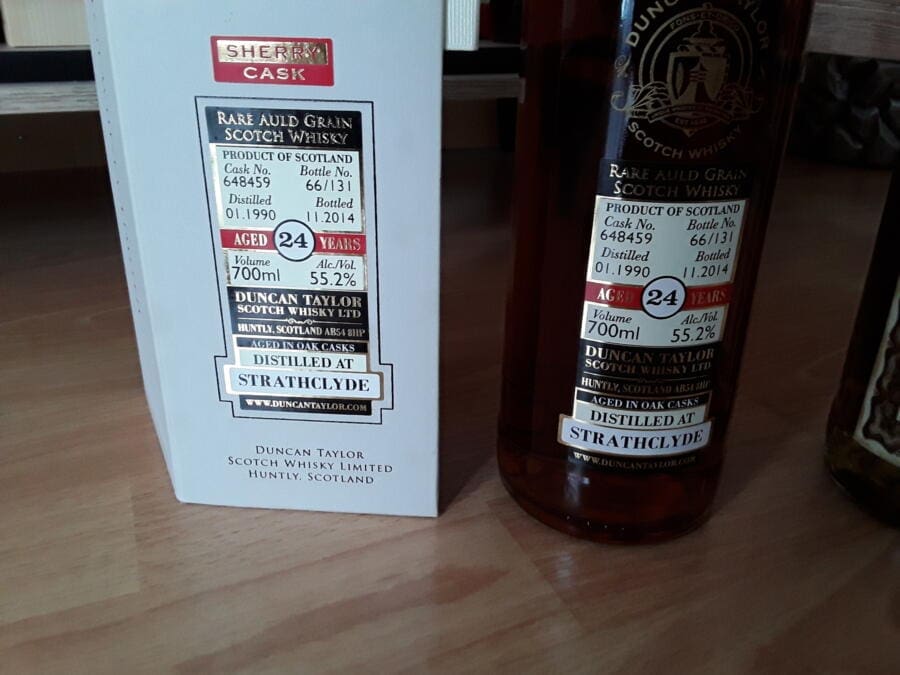 SHERRY
CASK
RARE AULD GRAIN
SCOTCH WHISKY
PRODUCT OF SCOTLAND
Cask No. Bottle No.
648459 66/131
Distilled Bottled
01.1990 11.2014
AGED 24 YEARS
Volume Alc./Vol.
700ml 55.2%
DUNCAN TAYLOR
SCOTCH WHISKY LTD
HUNTLY, SCOTLAND AB54 8HP
AGED IN OAK CASKS
DISTILLED AT
STRATHCLYDE
WWW.DUNCANTAYLOR.COM
DUNCAN TAYLOR
SCOTCH WHISKY LIMITED
HUNTLY, SCOTLAND
DUNCAN TAYLOR
SCOTCH WHISKY
RARE AULD GRAIN
SCOTCH WHISKY
PRODUCT OF SCOTLAND
Cask No. Bottle No.
648459 66/131
Distilled Bottled
01.1990 11.2014
AGED 24 YEARS
Volume Alc./Vol.
700ml 55.2%
DUNCAN TAYLOR
SCOTCH WHISKY LTD
HUNTLY, SCOTLAND AB54 8HP
AGED IN OAK CASKS
DISTILLED AT
STRATHCLYDE
WWW.DUNCANTAYLOR.COM